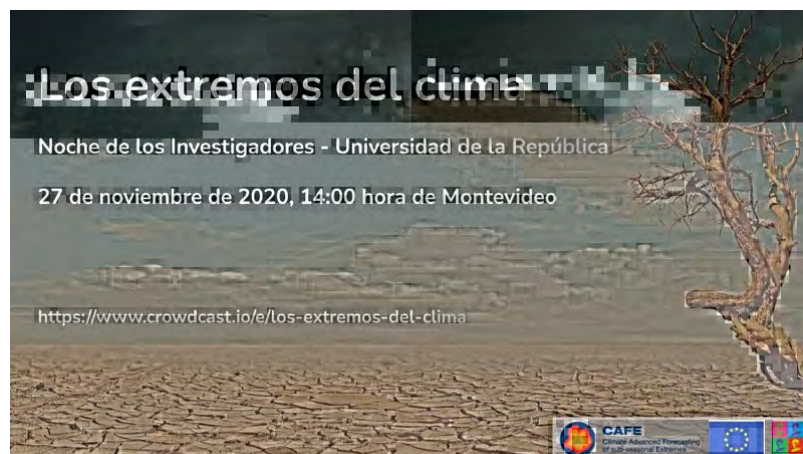 Los extremos del clima
Noche de los Investigadores - Universidad de la República
27 de noviembre de 2020, 14:00 hora de Montevideo
https://www.crowdcast.io/e/los-extremos-del-clima
CAFE
Climate Advanced Forecasting
of sub-seasonal Extremes